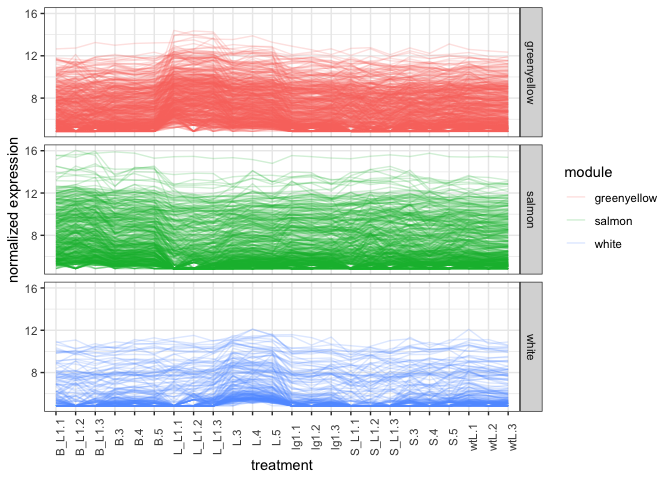 normalized expression
16
12
8
greenyellow
16
12
8
salmon
16
12
8
white
B_L1.1
B_L1.2
B_L1.3
B.3
B.4
B.5
L_L1.1
L_L1.2
L_L1.3
L.3
L.4
L.5
lg1.1
lg1.2
lg1.3
S_L1.1
S_L1.2
S_L1.3
S.3
S.4
S.5
wtL.1
wtL.2
wtL.3
treatment
module
greenyellow
salmon
white